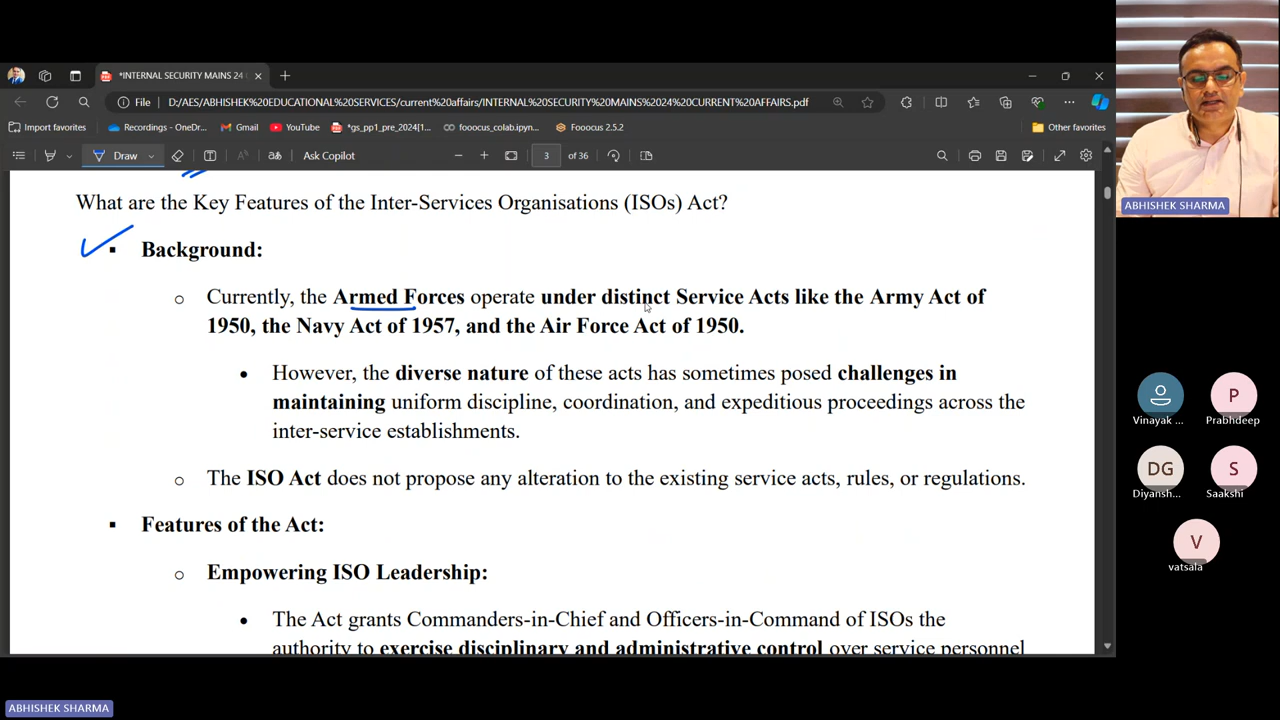 *INTERNAL SECURITY MAINS 24
File
D:/AES/ABHISHEK%20EDUCATIONAL%20SERVICES/current%20affairs/INTERNAL%20SECURITY%20MAINS%202024%20CURRENT%20AFFAIRS.pdf
Import favorites
Recordings - OneDr...
Gmail
YouTube
*gs_pp1_pre_2024[1...
fooocus_colab.ipyn...
Fooocus 2.5.2
Other favorites
Draw
Ask Copilot
3 of 36
What are the Key Features of the Inter-Services Organisations (ISOs) Act?
Background:
Currently, the Armed Forces operate under distinct Service Acts like the Army Act of
1950, the Navy Act of 1957, and the Air Force Act of 1950.
However, the diverse nature of these acts has sometimes posed challenges in
maintaining uniform discipline, coordination, and expeditious proceedings across the
inter-service establishments.
The ISO Act does not propose any alteration to the existing service acts, rules, or regulations.
Features of the Act:
Empowering ISO Leadership:
The Act grants Commanders-in-Chief and Officers-in-Command of ISOs the
authority to exercise disciplinary and administrative control over service personnel
ABHISHEK SHARMA
Vinayak ...
P
Prabhdeep
DG
Diyansh...
S
Saakshi
V
vatsala
ABHISHEK SHARMA